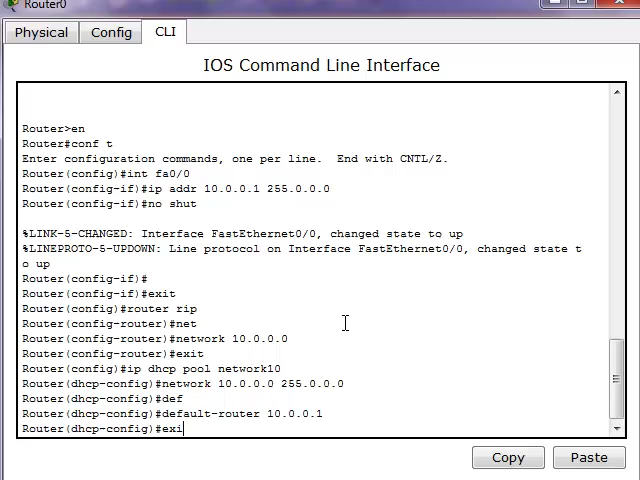 Router0
Physical Config CLI
IOS Command Line Interface
Router>en
Router#conf t
Enter configuration commands, one per line.  End with CNTL/Z.
Router(config)#int fa0/0
Router(config-if)#ip addr 10.0.0.1 255.0.0.0
Router(config-if)#no shut
%LINK-5-CHANGED: Interface FastEthernet0/0, changed state to up
%LINEPROTO-5-UPDOWN: Line protocol on Interface FastEthernet0/0, changed state t
o up
Router(config-if)#
Router(config-if)#exit
Router(config)#router rip
Router(config-router)#net
Router(config-router)#network 10.0.0.0
Router(config-router)#exit
Router(config)#ip dhcp pool network10
Router(dhcp-config)#network 10.0.0.0 255.0.0.0
Router(dhcp-config)#def
Router(dhcp-config)#default-router 10.0.0.1
Router(dhcp-config)#exi
Copy Paste